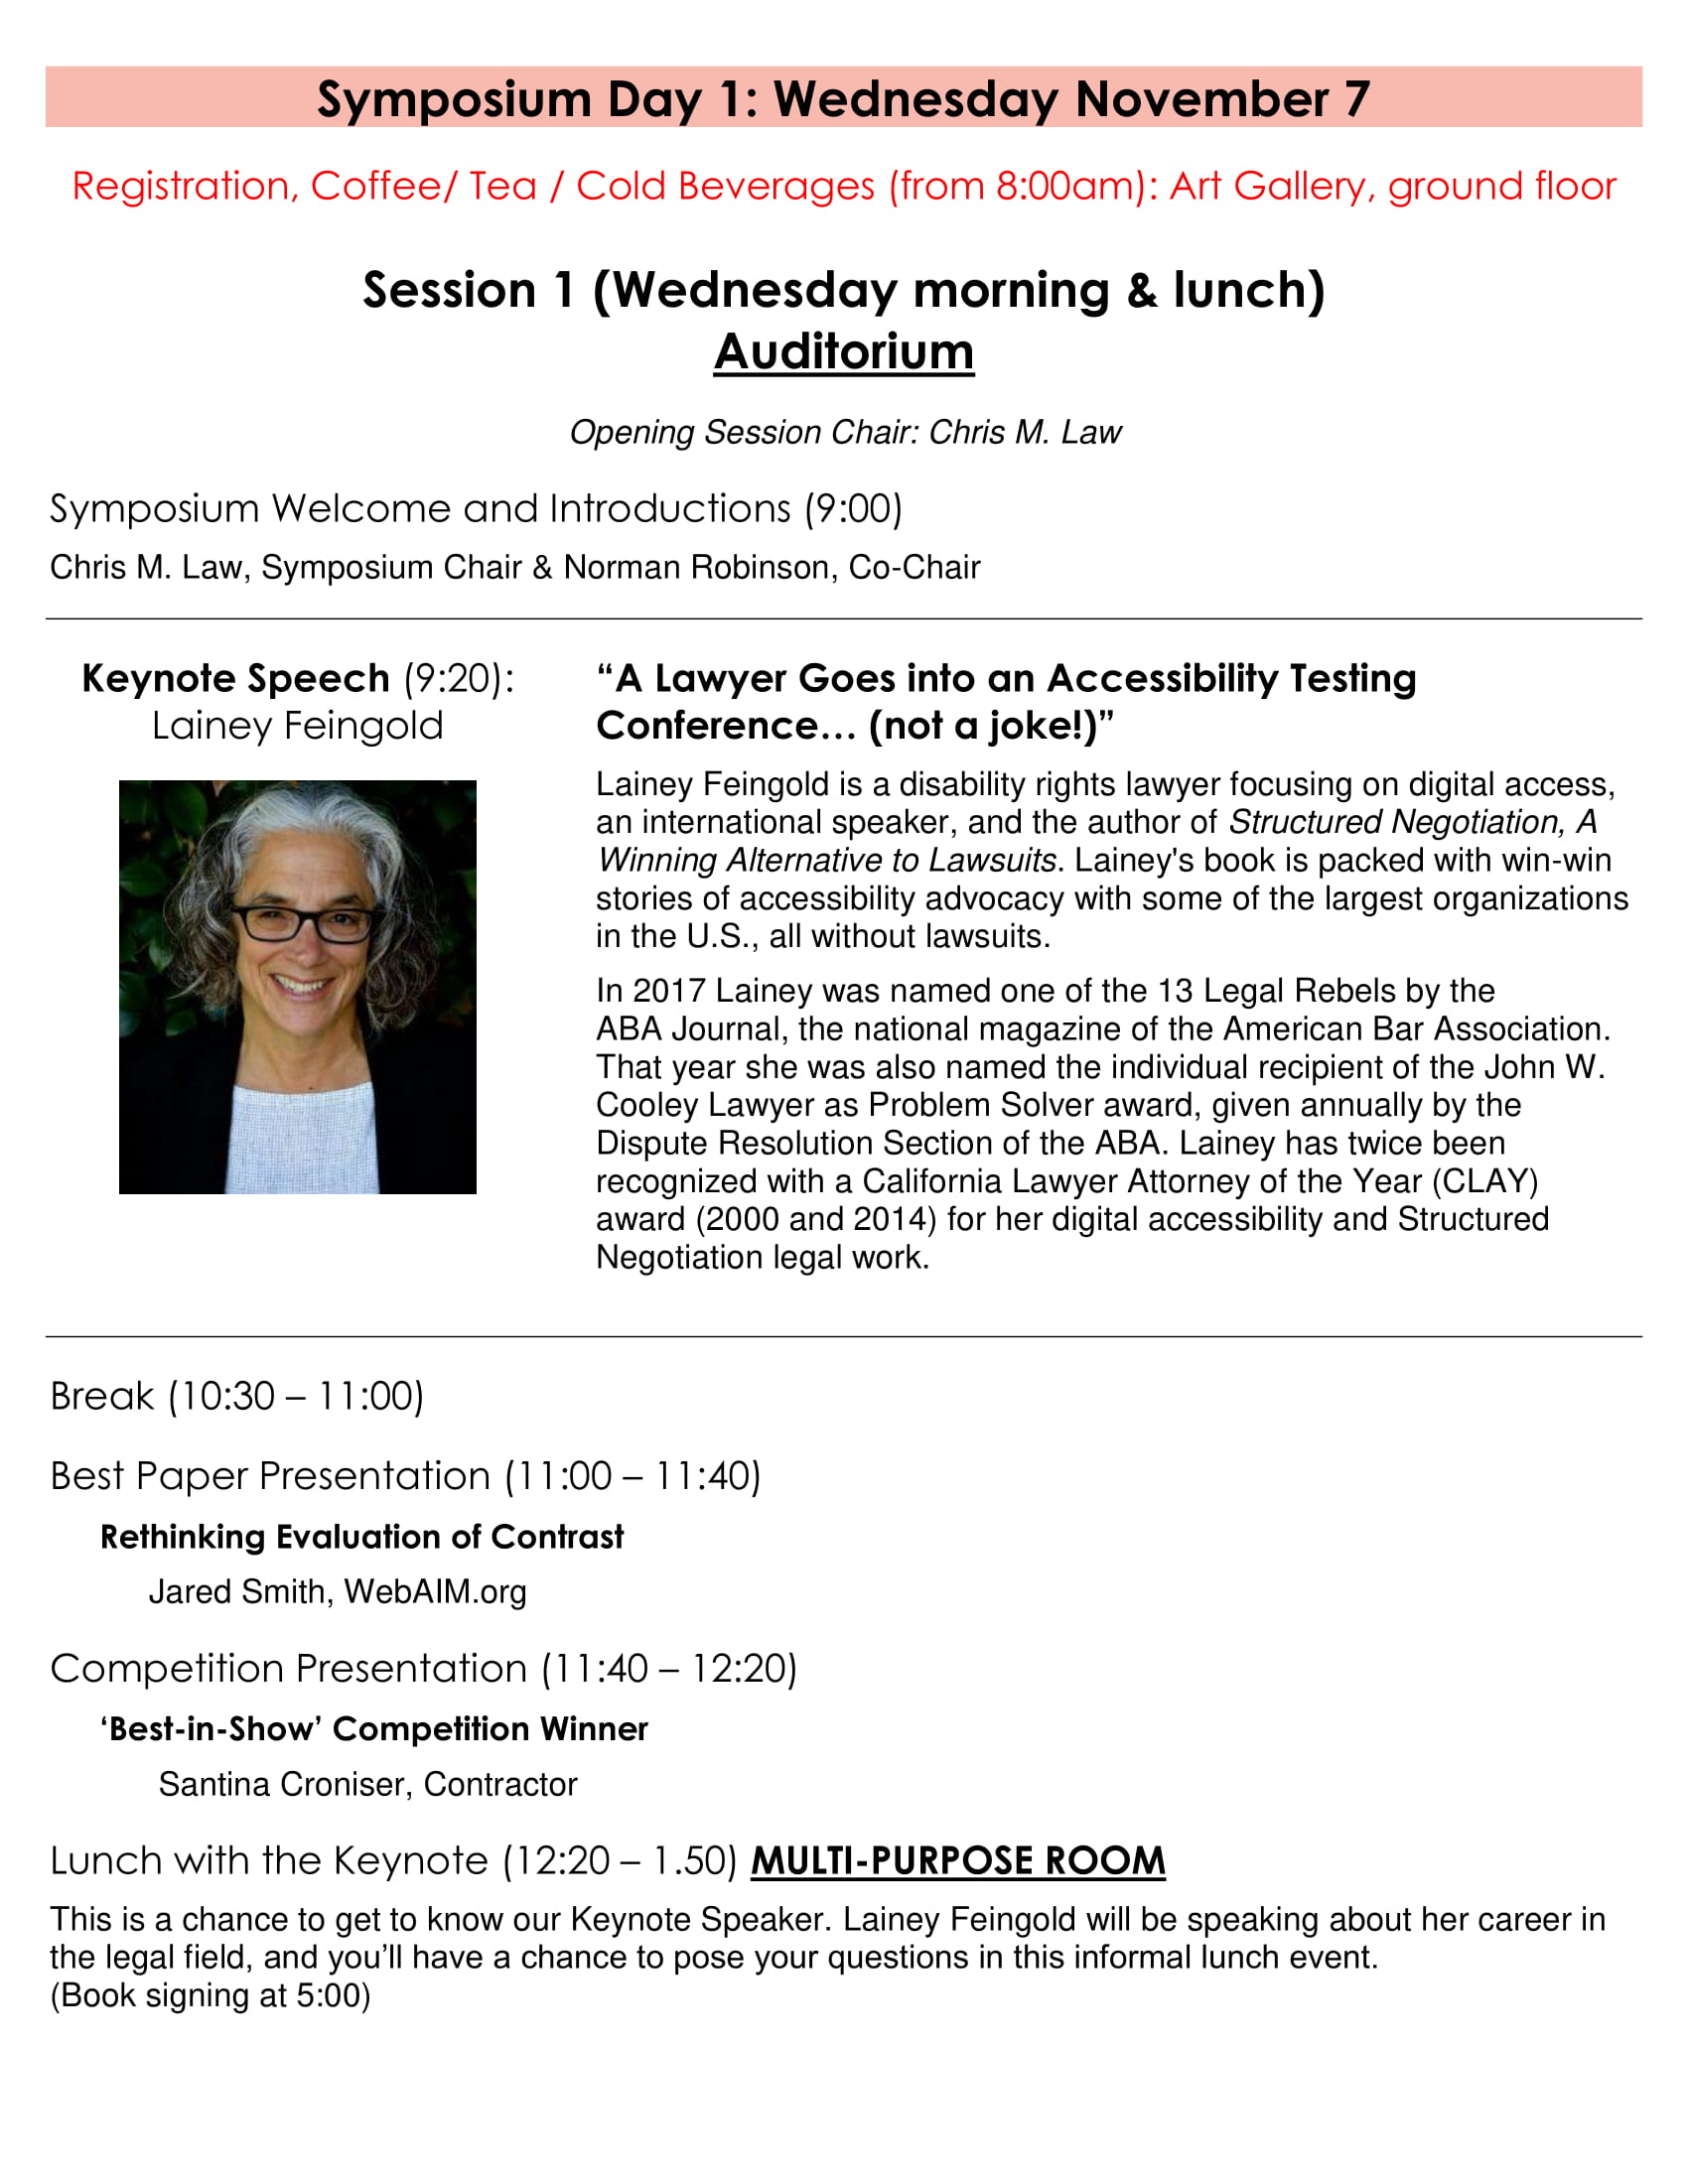 Symposium Day 1: Wednesday November 7
Registration, Coffee/ Tea / Cold Beverages (from 8:00am): Art Gallery, ground floor
Session 1 (Wednesday morning & lunch)
Auditorium
Opening Session Chair: Chris M. Law
Symposium Welcome and Introductions (9:00)
Chris M. Law, Symposium Chair & Norman Robinson, Co-Chair
Keynote Speech (9:20):
Lainey Feingold
“A Lawyer Goes into an Accessibility Testing
Conference… (not a joke!)”
Lainey Feingold is a disability rights lawyer focusing on digital access,
an international speaker, and the author of Structured Negotiation, A
Winning Alternative to Lawsuits. Lainey's book is packed with win-win
stories of accessibility advocacy with some of the largest organizations
in the U.S., all without lawsuits.
In 2017 Lainey was named one of the 13 Legal Rebels by the
ABA Journal, the national magazine of the American Bar Association.
That year she was also named the individual recipient of the John W.
Cooley Lawyer as Problem Solver award, given annually by the
Dispute Resolution Section of the ABA. Lainey has twice been
recognized with a California Lawyer Attorney of the Year (CLAY)
award (2000 and 2014) for her digital accessibility and Structured
Negotiation legal work.
Break (10:30 – 11:00)
Best Paper Presentation (11:00 – 11:40)
Rethinking Evaluation of Contrast
Jared Smith, WebAIM.org
Competition Presentation (11:40 – 12:20)
‘Best-in-Show’ Competition Winner
Santina Croniser, Contractor
Lunch with the Keynote (12:20 – 1.50) MULTI-PURPOSE ROOM
This is a chance to get to know our Keynote Speaker. Lainey Feingold will be speaking about her career in
the legal field, and you’ll have a chance to pose your questions in this informal lunch event.
(Book signing at 5:00)